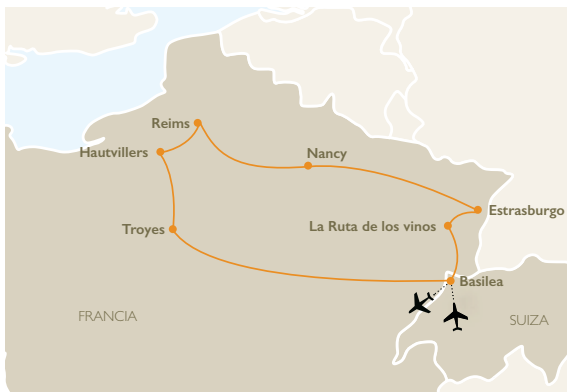 Reims
Hautvillers
Nancy
Estrasburgo
La Ruta de los vinos
Troyes
Basilea
FRANCIA
SUIZA